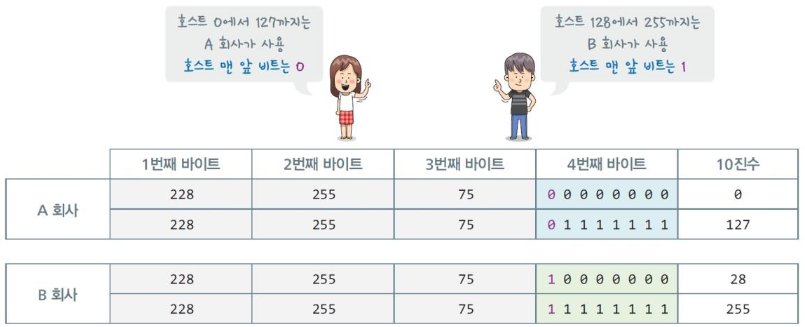 호스트 0에서 127까지는
A 회사가 사용
호스트 맨 앞 비트는 0
호스트 128에서 255까지는
B 회사가 사용
호스트 맨 앞 비트는 1
1번째 바이트 2번째 바이트 3번째 바이트 4번째 바이트 10진수
A 회사
228 255 75 0 0 0 0 0 0 0 0 0
228 255 75 0 1 1 1 1 1 1 1 127
B 회사
228 255 75 1 0 0 0 0 0 0 0 28
228 255 75 1 1 1 1 1 1 1 1 255